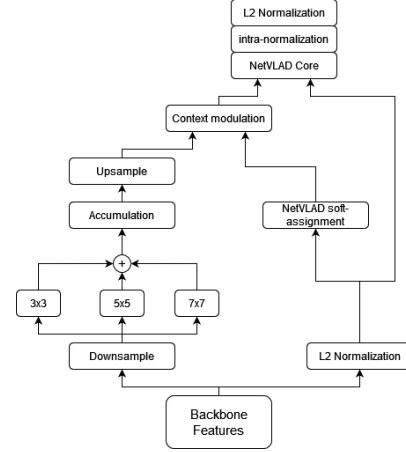 L2 Normalization
intra-normalization
NetVLAD Core
Context modulation
Upsample
Accumulation
NetVLAD soft-
assignment
+
3x3
5x5
7x7
Downsample
L2 Normalization
Backbone
Features